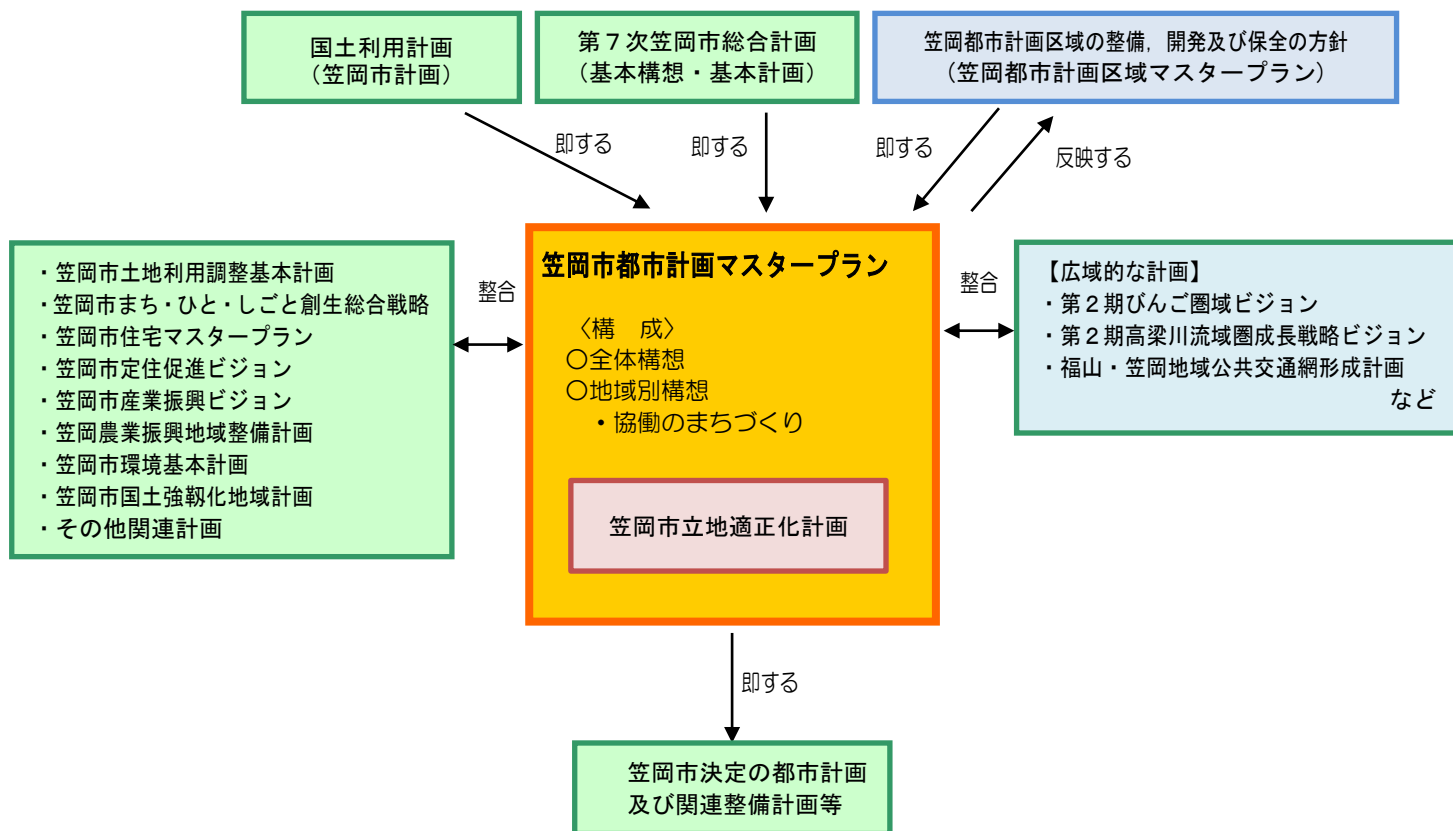 国土利用計画
（笠岡市計画）
第７次笠岡市総合計画
（基本構想・基本計画）
笠岡都市計画区域の整備，開発及び保全の方針
（笠岡都市計画区域マスタープラン）
即する
即する
即する
反映する
・笠岡市土地利用調整基本計画
・笠岡市まち・ひと・しごと創生総合戦略
・笠岡市住宅マスタープラン
・笠岡市定住促進ビジョン
・笠岡市産業振興ビジョン
・笠岡農業振興地域整備計画
・笠岡市環境基本計画
・笠岡市国土強靱化地域計画
・その他関連計画
整合
笠岡市都市計画マスタープラン
〈構　成〉
○全体構想
○地域別構想
・協働のまちづくり
笠岡市立地適正化計画
整合
【広域的な計画】
・第２期びんご圏域ビジョン
・第２期高梁川流域圏成長戦略ビジョン
・福山・笠岡地域公共交通網形成計画
など
即する
笠岡市決定の都市計画
及び関連整備計画等